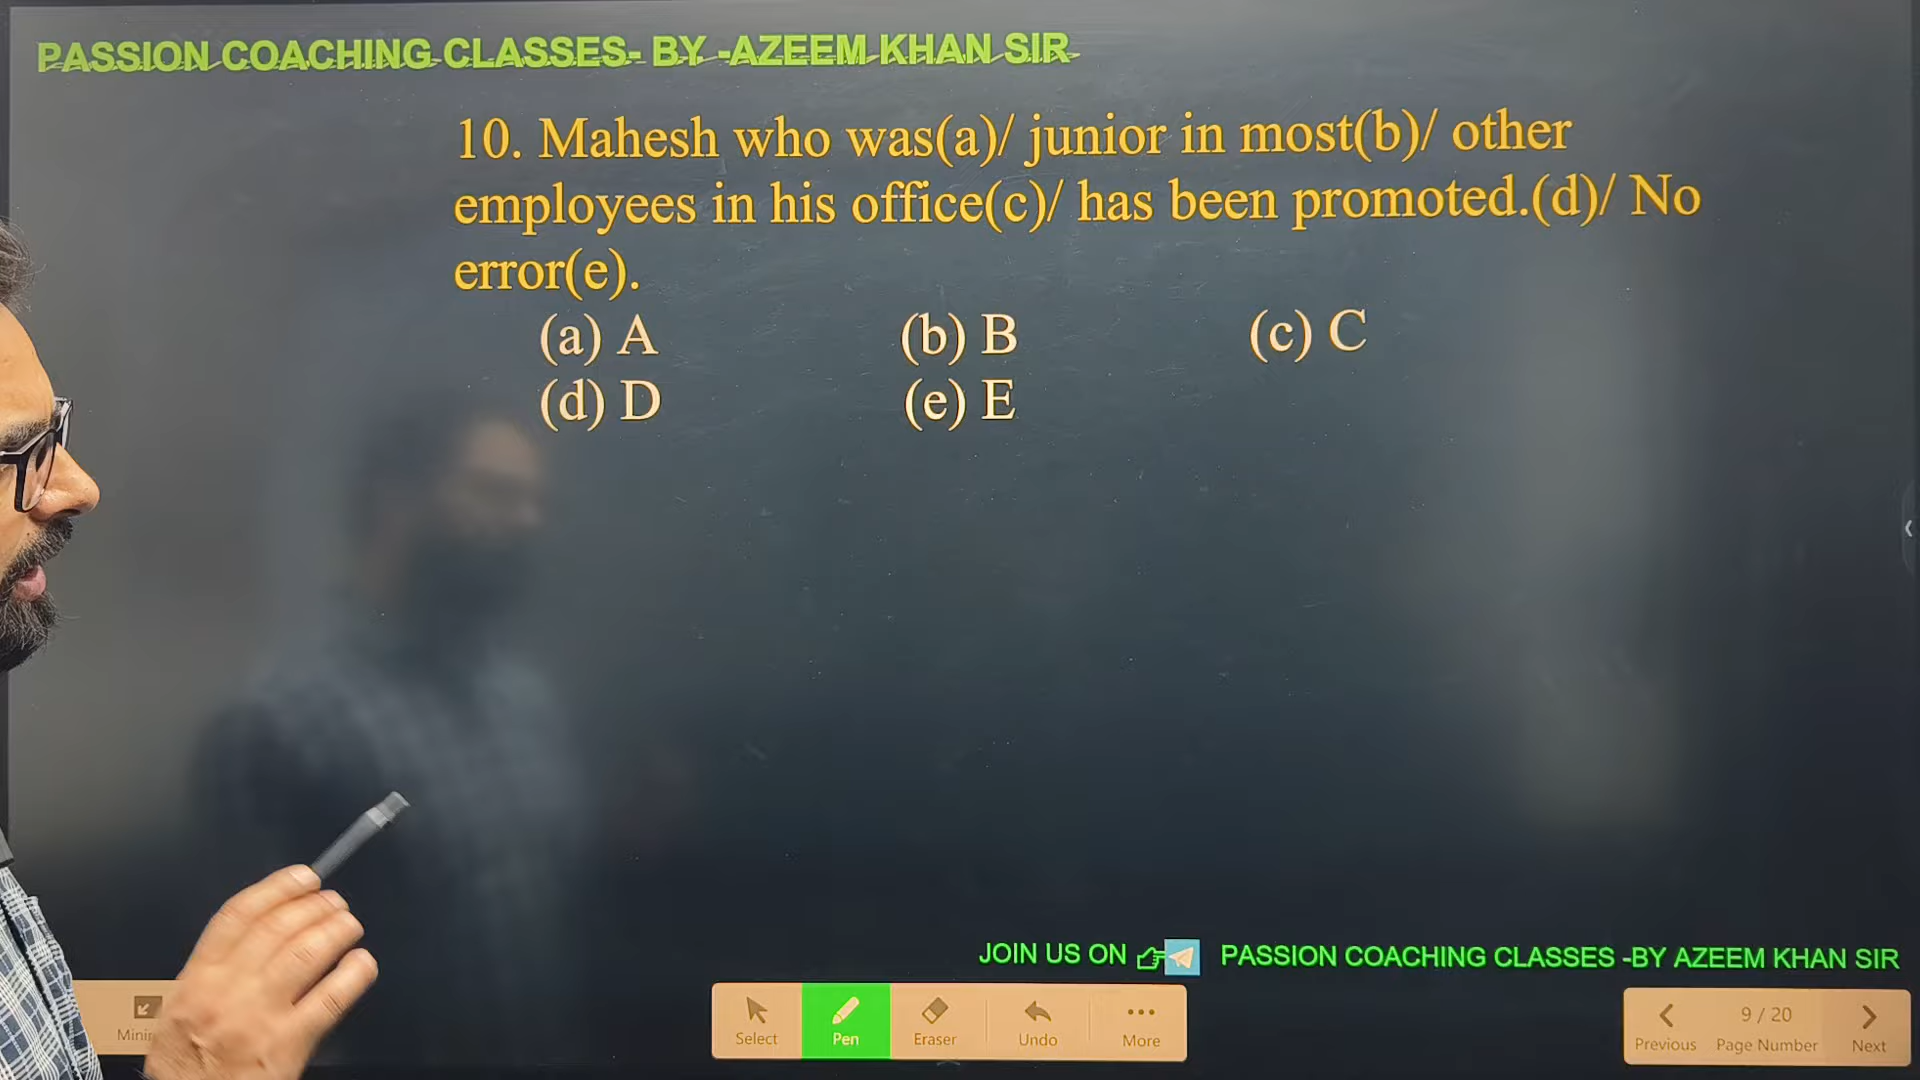 PASSION COACHING CLASSES- BY -AZEEM KHAN SIR
10. Mahesh who was(a)/ junior in most(b)/ other
employees in his office(c)/ has been promoted.(d)/ No
error(e).
(a) A (b) B (c) C
(d) D (e) E
JOIN US ON PASSION COACHING CLASSES -BY AZEEM KHAN SIR
Select Pen Eraser Undo More
9 / 20
Previous Page Number Next